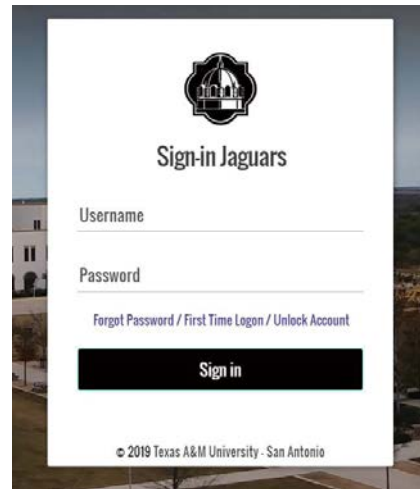 Sign-in Jaguars
Username
Password
Forgot Password / First Time Logon / Unlock Account
Sign in
© 2019 Texas A&M University - San Antonio